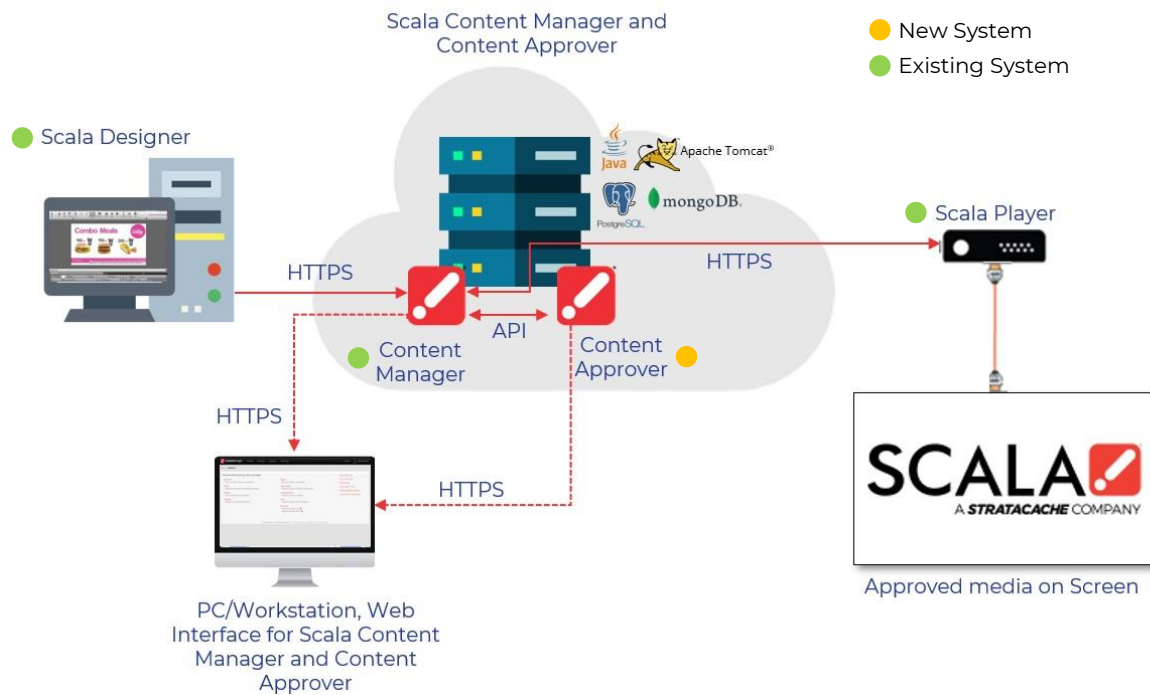 Scala Content Manager and
Content Approver
New System
Existing System
Scala Designer
Combo Meals
Java
Apache Tomcat®
PostgreSQL
mongoDB®
Scala Player
HTTPS
HTTPS
API
Content
Manager
Content
Approver
HTTPS
HTTPS
SCALA
A STRATACACHE COMPANY
Approved media on Screen
PC/Workstation, Web
Interface for Scala Content
Manager and Content
Approver